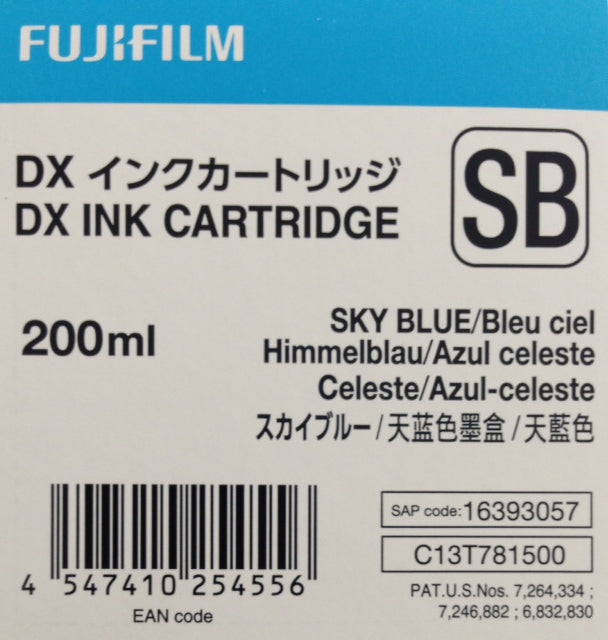 FUJIFILM
DX インクカートリッジ
DX INK CARTRIDGE
SB
200ml
SKY BLUE/Bleu ciel
Himmelblau/Azul celeste
Celeste/Azul-celeste
スカイブルー/天蓝色墨盒/天藍色
SAP code:16393057
C13T781500
4 547410 254556
EAN code
PAT.U.S.Nos. 7,264,334 ;
7,246,882 ; 6,832,830